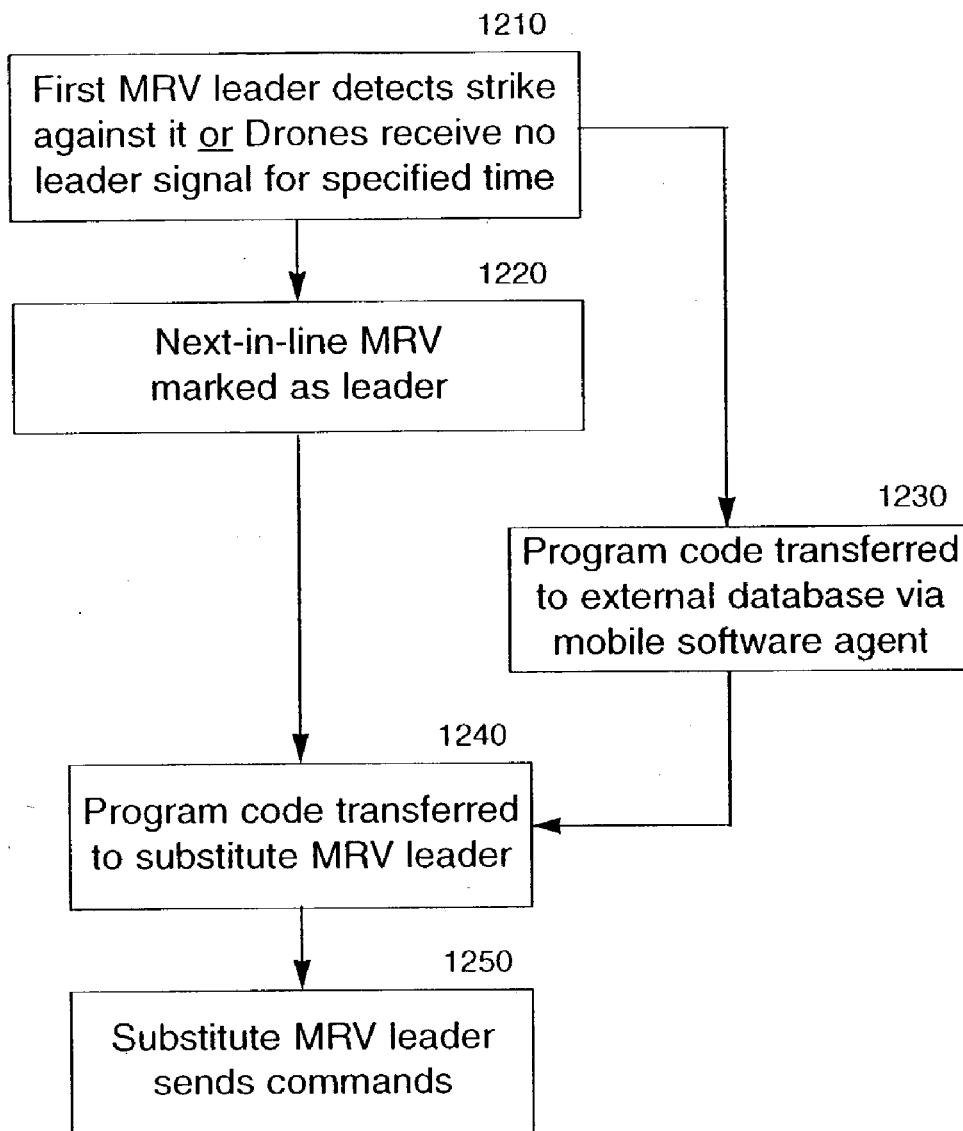 1210
First MRV leader detects strike
against it or Drones receive no
leader signal for specified time
1220
Next-in-line MRV
marked as leader
1230
Program code transferred
to external database via
mobile software agent
1240
Program code transferred
to substitute MRV leader
1250
Substitute MRV leader
sends commands